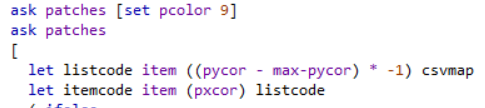 ask patches [set pcolor 9]
ask patches
[
let listcode item ((pycor - max-pycor) * -1) csvmap
let itemcode item (pxcor) listcode